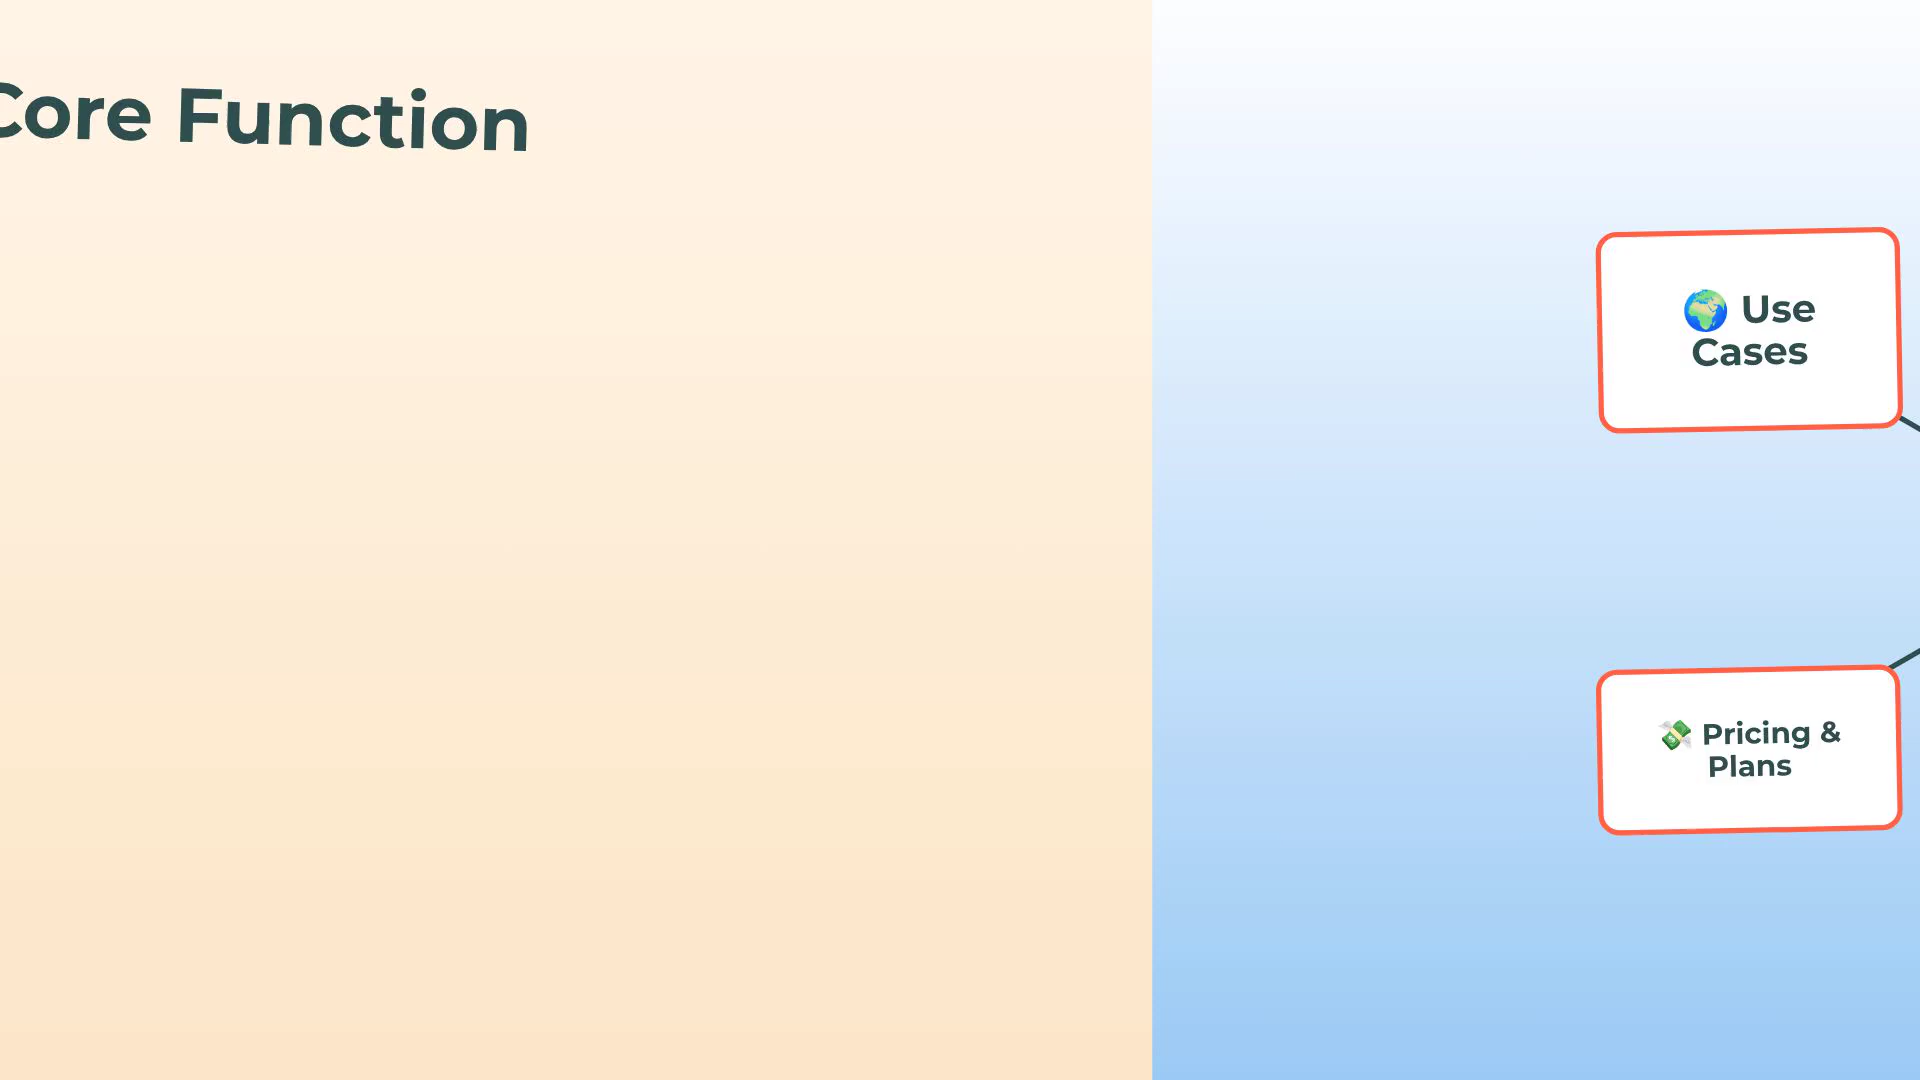 Core Function
🌍 Use
Cases
💸 Pricing &
Plans